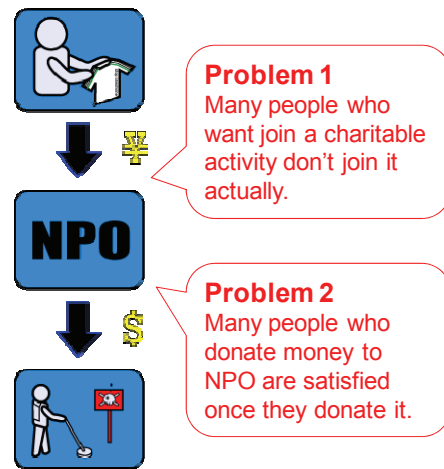 Problem 1
Many people who
want join a charitable
activity don't join it
actually.
¥
NPO
Problem 2
Many people who
donate money to
NPO are satisfied
once they donate it.
$